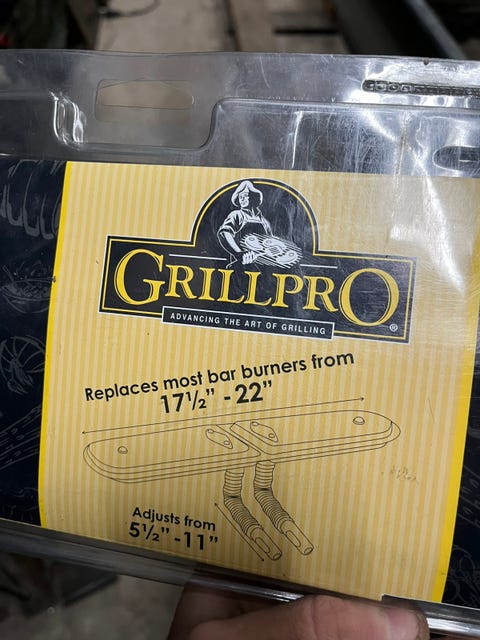 GRILLPRO
®
ADVANCING THE ART OF GRILLING
Replaces most bar burners from
17½” - 22”
Adjusts from
5½” - 11”